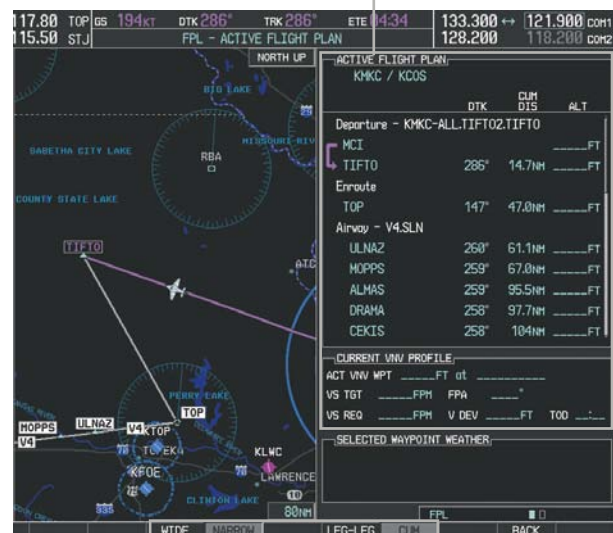 117.80 TOP GS 194KT DTK 286° TRK 286° ETE 04:34 133.300 ↔ 121.900 COM1
115.50 STJ FPL - ACTIVE FLIGHT PLAN 128.200 118.200 COM2
NORTH UP
BIG LAKE
MISSOURI RIV
RBA
SABETHA CITY LAKE
COUNTY STATE LAKE
TIFTO
ATC
PERRY LAKE
TOP
MOPPS ULNAZ V4 KTOP
V4
KFOE
KLWC
LAWRENCE
10
CLINTON LAKE
335
80NM
ACTIVE FLIGHT PLAN
KMKC / KCOS
DTK CUM DIS ALT
Departure - KMKC-ALL.TIFTO2.TIFTO
MCI _____FT
TIFTO 286° 14.7NM _____FT
Enroute
TOP 147° 47.0NM _____FT
Airway - V4.SLN
ULNAZ 260° 61.1NM _____FT
MOPPS 259° 67.0NM _____FT
ALMAS 259° 95.5NM _____FT
DRAMA 258° 97.7NM _____FT
CEKIS 258° 104NM _____FT
CURRENT VNV PROFILE
ACT VNV WPT _____FT at __________
VS TGT _____FPM FPA ____°
VS REQ _____FPM V DEV _____FT TOD __:__
SELECTED WAYPOINT WEATHER
FPL
WIDE NARROW LEG-LEG CUM BACK